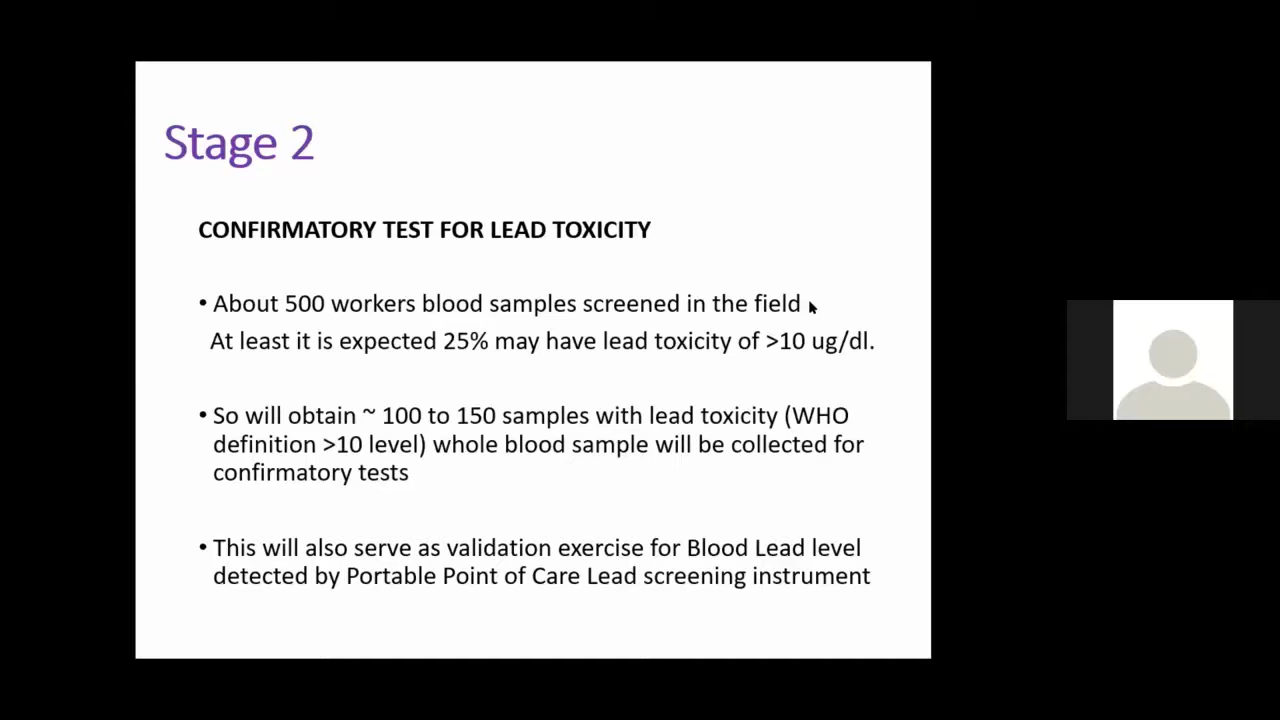 Stage 2
CONFIRMATORY TEST FOR LEAD TOXICITY
• About 500 workers blood samples screened in the field
At least it is expected 25% may have lead toxicity of >10 ug/dl.
• So will obtain ~ 100 to 150 samples with lead toxicity (WHO
definition >10 level) whole blood sample will be collected for
confirmatory tests
• This will also serve as validation exercise for Blood Lead level
detected by Portable Point of Care Lead screening instrument